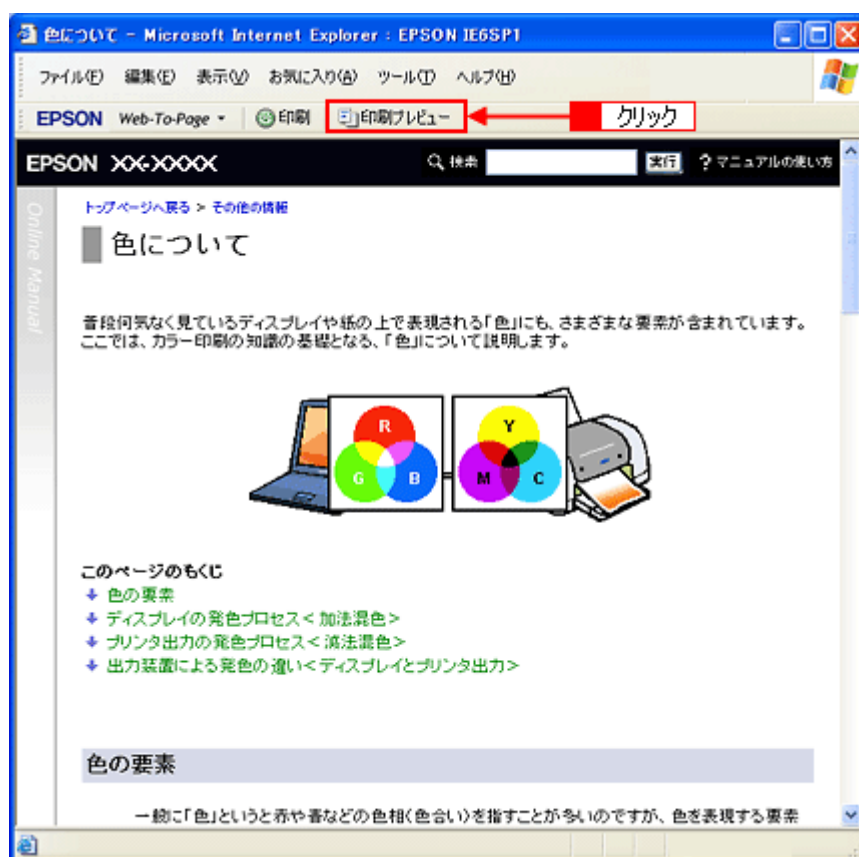 色について - Microsoft Internet Explorer : EPSON IE6SP1
ファイル(F) 編集(E) 表示(V) お気に入り(A) ツール(T) ヘルプ(H)
EPSON Web-To-Page 印刷 印刷プレビュー クリック
EPSON XX-XXXX 検索 実行 ? マニュアルの使い方
Online Manual
トップページへ戻る > その他の情報
色について
普段何気なく見ているディスプレイや紙の上で表現される「色」にも、さまざまな要素が含まれています。
ここでは、カラー印刷の知識の基礎となる、「色」について説明します。
R Y
G B = M C
このページのもくじ
色の要素
ディスプレイの発色プロセス<加法混色>
プリンタ出力の発色プロセス<減法混色>
出力装置による発色の違い<ディスプレイとプリンタ出力>
色の要素
一般に「色」というと赤や青などの色相(色合い)を指すことが多いのですが、色を表現する要素